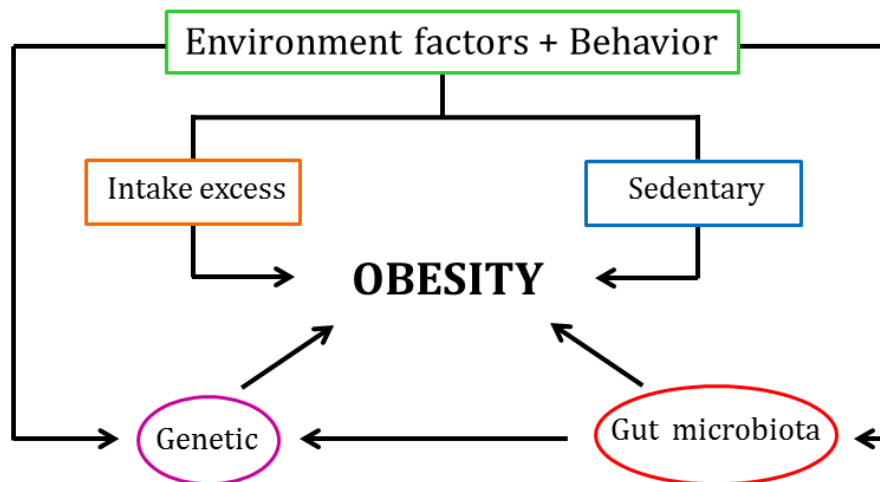 Environment factors + Behavior
Intake excess
Sedentary
OBESITY
Genetic
Gut microbiota